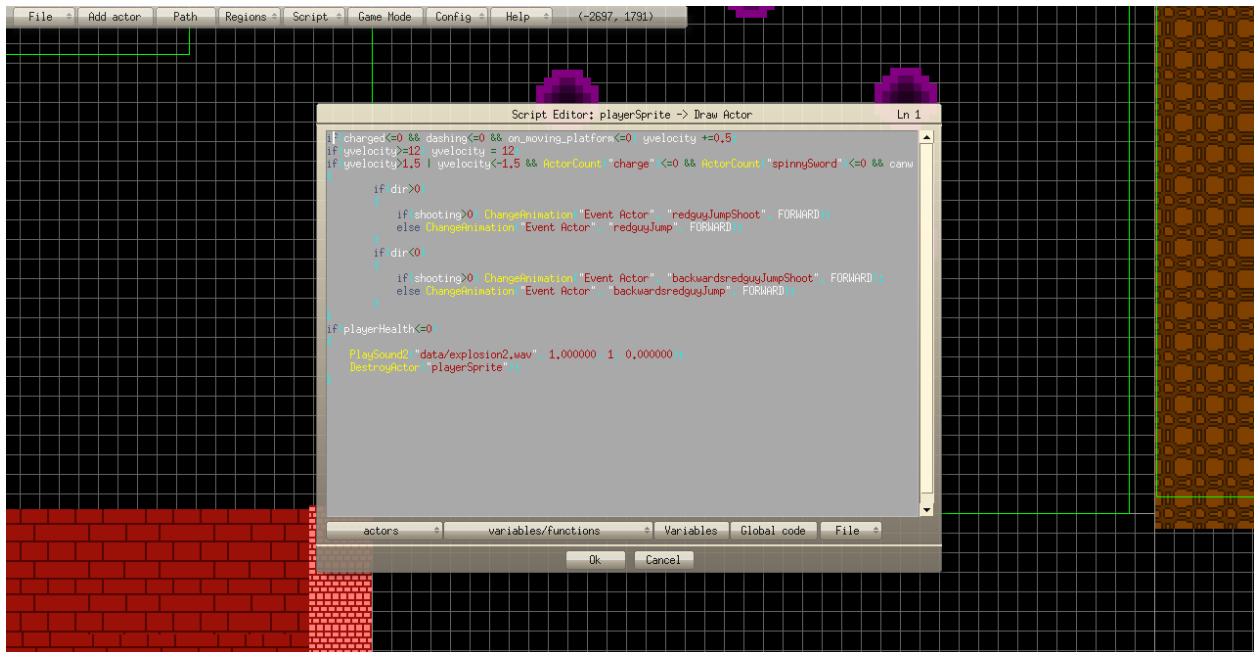 File Add actor Path Regions Script Game Mode Config Help (-2697, 1791)
Script Editor: playerSprite -> Draw Actor Ln 1
if(charged<=0 && dashing<=0 && on_moving_platform<=0) yvelocity +=0.5;
if(yvelocity>=12) yvelocity = 12;
if(yvelocity>1.5 | yvelocity<-1.5 && ActorCount("charge")<=0 && ActorCount("spinnySword")<=0 && canw
{
if(dir>0)
{
if(shooting>0) ChangeAnimation("Event Actor", "redguyJumpShoot", FORWARD);
else ChangeAnimation("Event Actor", "redguyJump", FORWARD);
}
if(dir<0)
{
if(shooting>0) ChangeAnimation("Event Actor", "backwardsredguyJumpShoot", FORWARD);
else ChangeAnimation("Event Actor", "backwardsredguyJump", FORWARD);
}
}
if(playerHealth<=0)
{
PlaySound2("data/explosion2.wav", 1.000000, 1, 0.000000);
DestroyActor("playerSprite");
}
actors variables/functions Variables Global code File
Ok Cancel